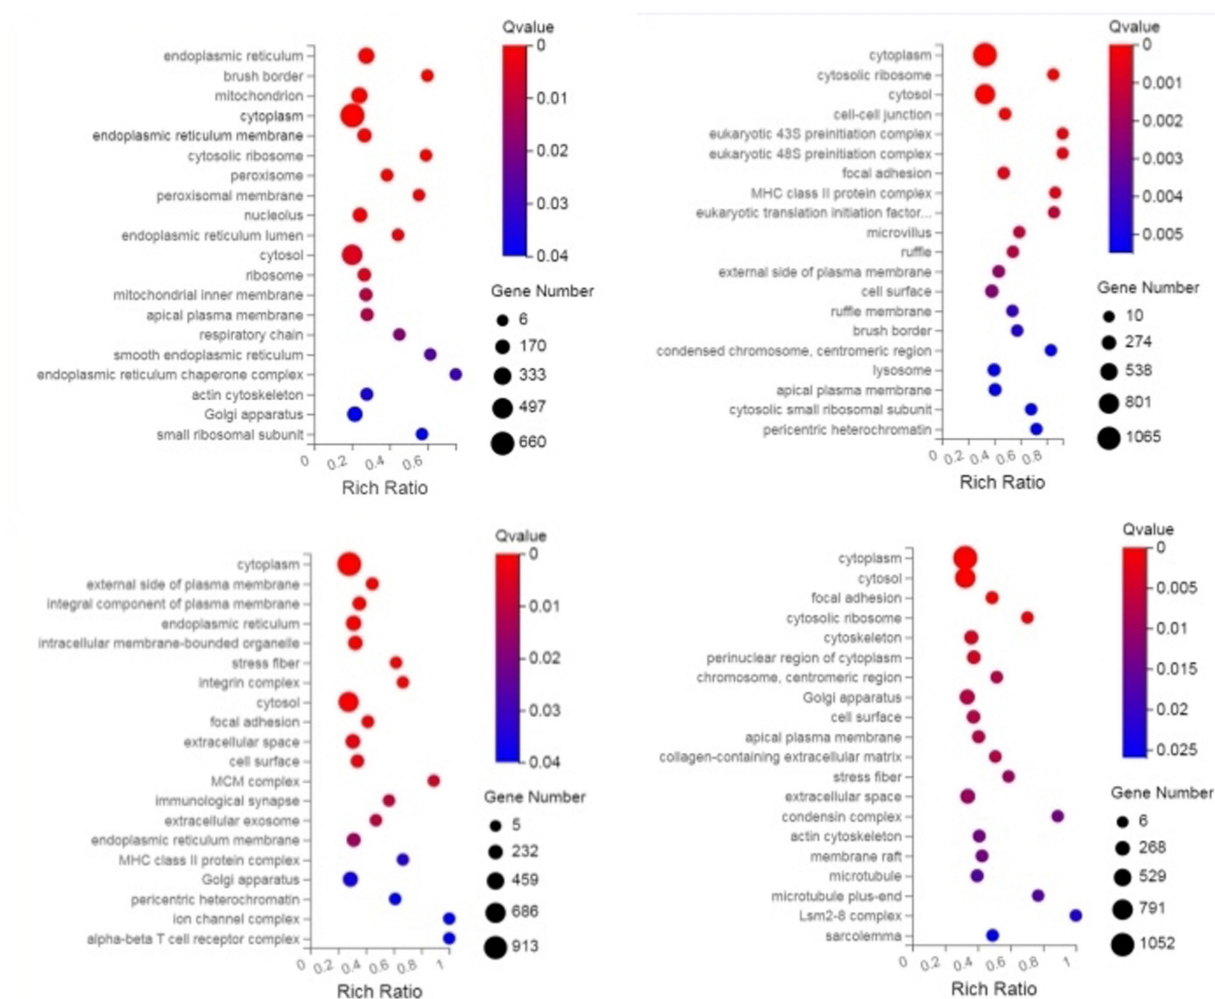 Qvalue
endoplasmic reticulum
brush border
mitochondrion
cytoplasm
endoplasmic reticulum membrane
cytosolic ribosome
peroxisome
peroxisomal membrane
nucleolus
endoplasmic reticulum lumen
cytosol
ribosome
mitochondrial inner membrane
apical plasma membrane
respiratory chain
smooth endoplasmic reticulum
endoplasmic reticulum chaperone complex
actin cytoskeleton
Golgi apparatus
small ribosomal subunit
0 0.2 0.4 0.6
Rich Ratio
0
0.01
0.02
0.03
0.04
Gene Number
6
170
333
497
660
Qvalue
cytoplasm
cytosolic ribosome
cytosol
cell-cell junction
eukaryotic 43S preinitiation complex
eukaryotic 48S preinitiation complex
focal adhesion
MHC class II protein complex
eukaryotic translation initiation factor...
microvillus
ruffle
external side of plasma membrane
cell surface
ruffle membrane
brush border
condensed chromosome, centromeric region
lysosome
apical plasma membrane
cytosolic small ribosomal subunit
pericentric heterochromatin
0 0.2 0.4 0.6 0.8
Rich Ratio
0
0.001
0.002
0.003
0.004
0.005
Gene Number
10
274
538
801
1065
Qvalue
cytoplasm
external side of plasma membrane
integral component of plasma membrane
endoplasmic reticulum
intracellular membrane-bounded organelle
stress fiber
integrin complex
cytosol
focal adhesion
extracellular space
cell surface
MCM complex
immunological synapse
extracellular exosome
endoplasmic reticulum membrane
MHC class II protein complex
Golgi apparatus
pericentric heterochromatin
ion channel complex
alpha-beta T cell receptor complex
0 0.2 0.4 0.6 0.8 1
Rich Ratio
0
0.01
0.02
0.03
0.04
Gene Number
5
232
459
686
913
Qvalue
cytoplasm
cytosol
focal adhesion
cytosolic ribosome
cytoskeleton
perinuclear region of cytoplasm
chromosome, centromeric region
Golgi apparatus
cell surface
apical plasma membrane
collagen-containing extracellular matrix
stress fiber
extracellular space
condensin complex
actin cytoskeleton
membrane raft
microtubule
microtubule plus-end
Lsm2-8 complex
sarcolemma
0 0.2 0.4 0.6 0.8 1
Rich Ratio
0
0.005
0.01
0.015
0.02
0.025
Gene Number
6
268
529
791
1052